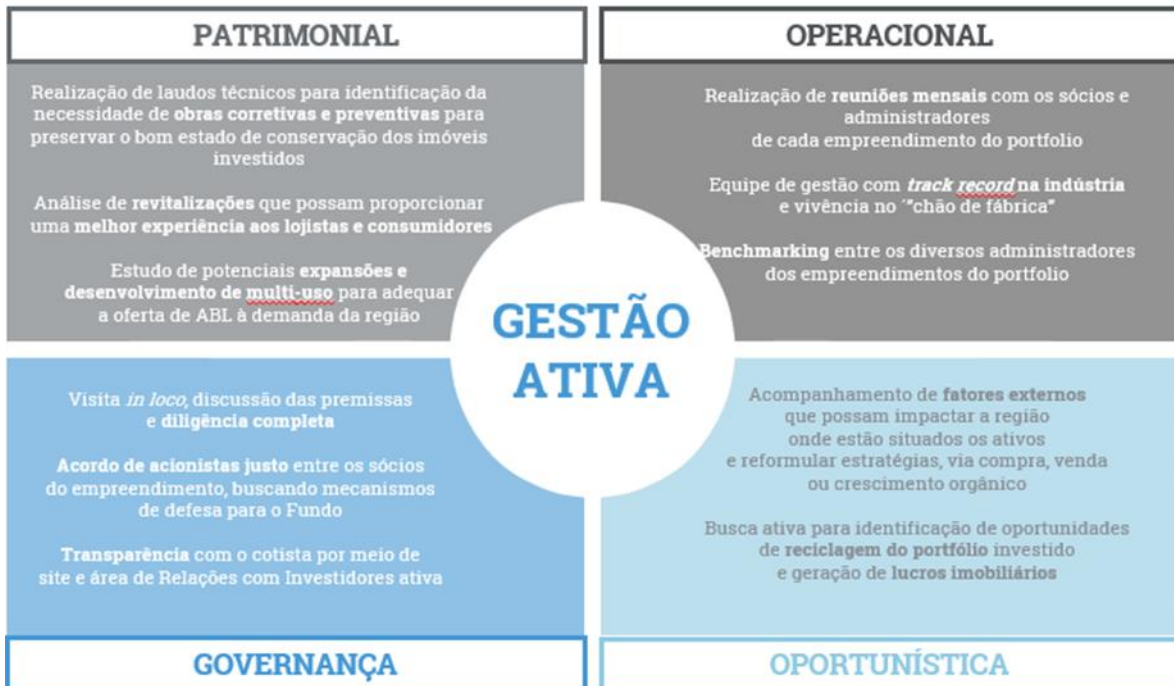 PATRIMONIAL
Realização de laudos técnicos para identificação da
necessidade de obras corretivas e preventivas para
preservar o bom estado de conservação dos imóveis
investidos
Análise de revitalizações que possam proporcionar
uma melhor experiência aos lojistas e consumidores
Estudo de potenciais expansões e
desenvolvimento de multi-uso para adequar
a oferta de ABL à demanda da região
OPERACIONAL
Realização de reuniões mensais com os sócios e
administradores
de cada empreendimento do portfolio
Equipe de gestão com track record na indústria
e vivência no ´"chão de fábrica"
Benchmarking entre os diversos administradores
dos empreendimentos do portfolio
GESTÃO
ATIVA
Visita in loco, discussão das premissas
e diligência completa
Acordo de acionistas justo entre os sócios
do empreendimento, buscando mecanismos
de defesa para o Fundo
Transparência com o cotista por meio de
site e área de Relações com Investidores ativa
GOVERNANÇA
Acompanhamento de fatores externos
que possam impactar a região
onde estão situados os ativos
e reformular estratégias, via compra, venda
ou crescimento orgânico
Busca ativa para identificação de oportunidades
de reciclagem do portfólio investido
e geração de lucros imobiliários
OPORTUNÍSTICA